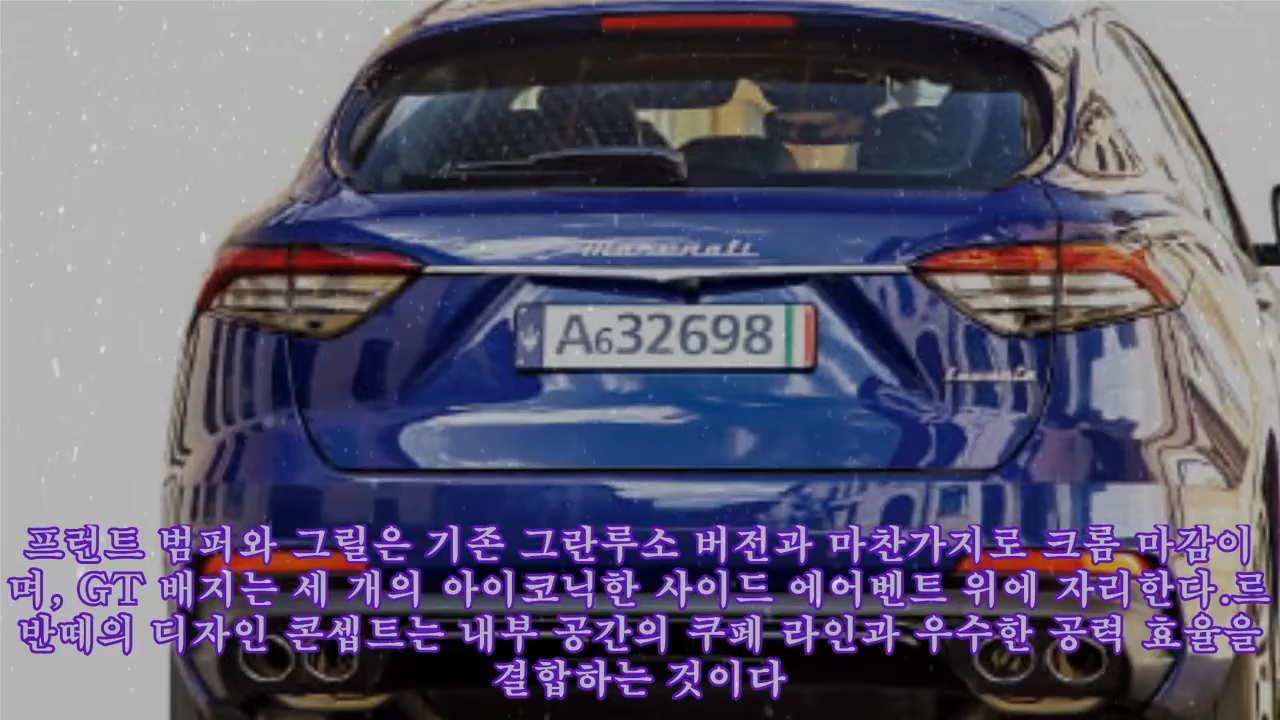 Maserati
A632698
Levante
프런트 범퍼와 그릴은 기존 그란루소 버전과 마찬가지로 크롬 마감이
며, GT 배지는 세 개의 아이코닉한 사이드 에어벤트 위에 자리한다.르
반떼의 디자인 콘셉트는 내부 공간의 쿠페 라인과 우수한 공력 효율을
결합하는 것이다